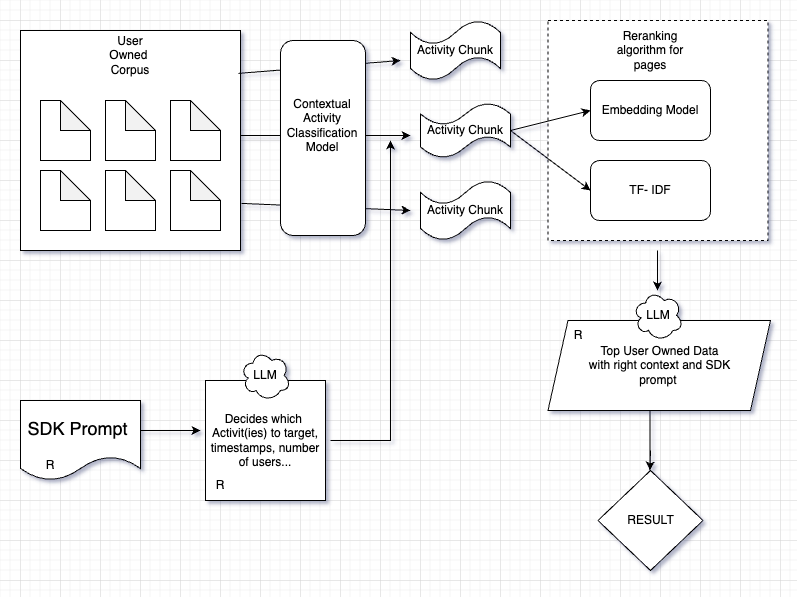 User
Owned
Corpus
Contextual
Activity
Classification
Model
Activity Chunk
Activity Chunk
Activity Chunk
Reranking
algorithm for
pages
Embedding Model
TF- IDF
SDK Prompt
R
LLM
Decides which
Activit(ies) to target,
timestamps, number
of users...
R
LLM
R
Top User Owned Data
with right context and SDK
prompt
RESULT